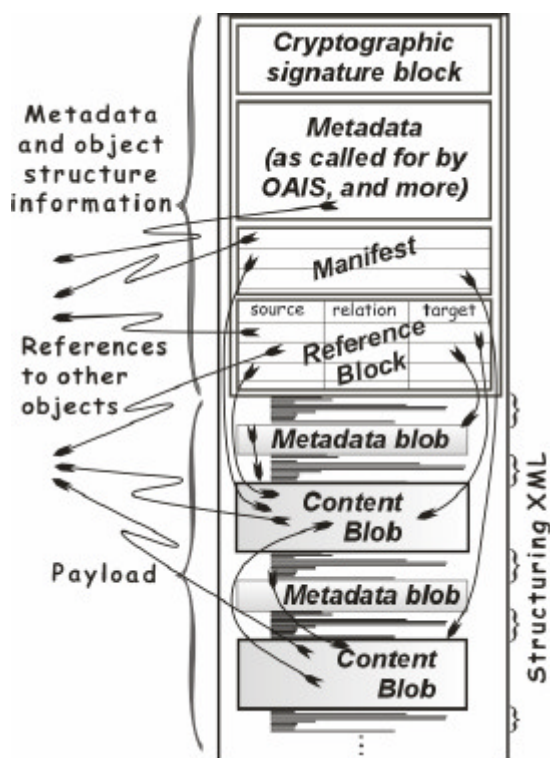 Cryptographic
signature block
Metadata
and object
structure
information
Metadata
(as called for by
OAIS, and more)
Manifest
source relation target
Reference
Block
References
to other
objects
Metadata blob
Content
Blob
Payload
Metadata blob
Content
Blob
Structuring XML